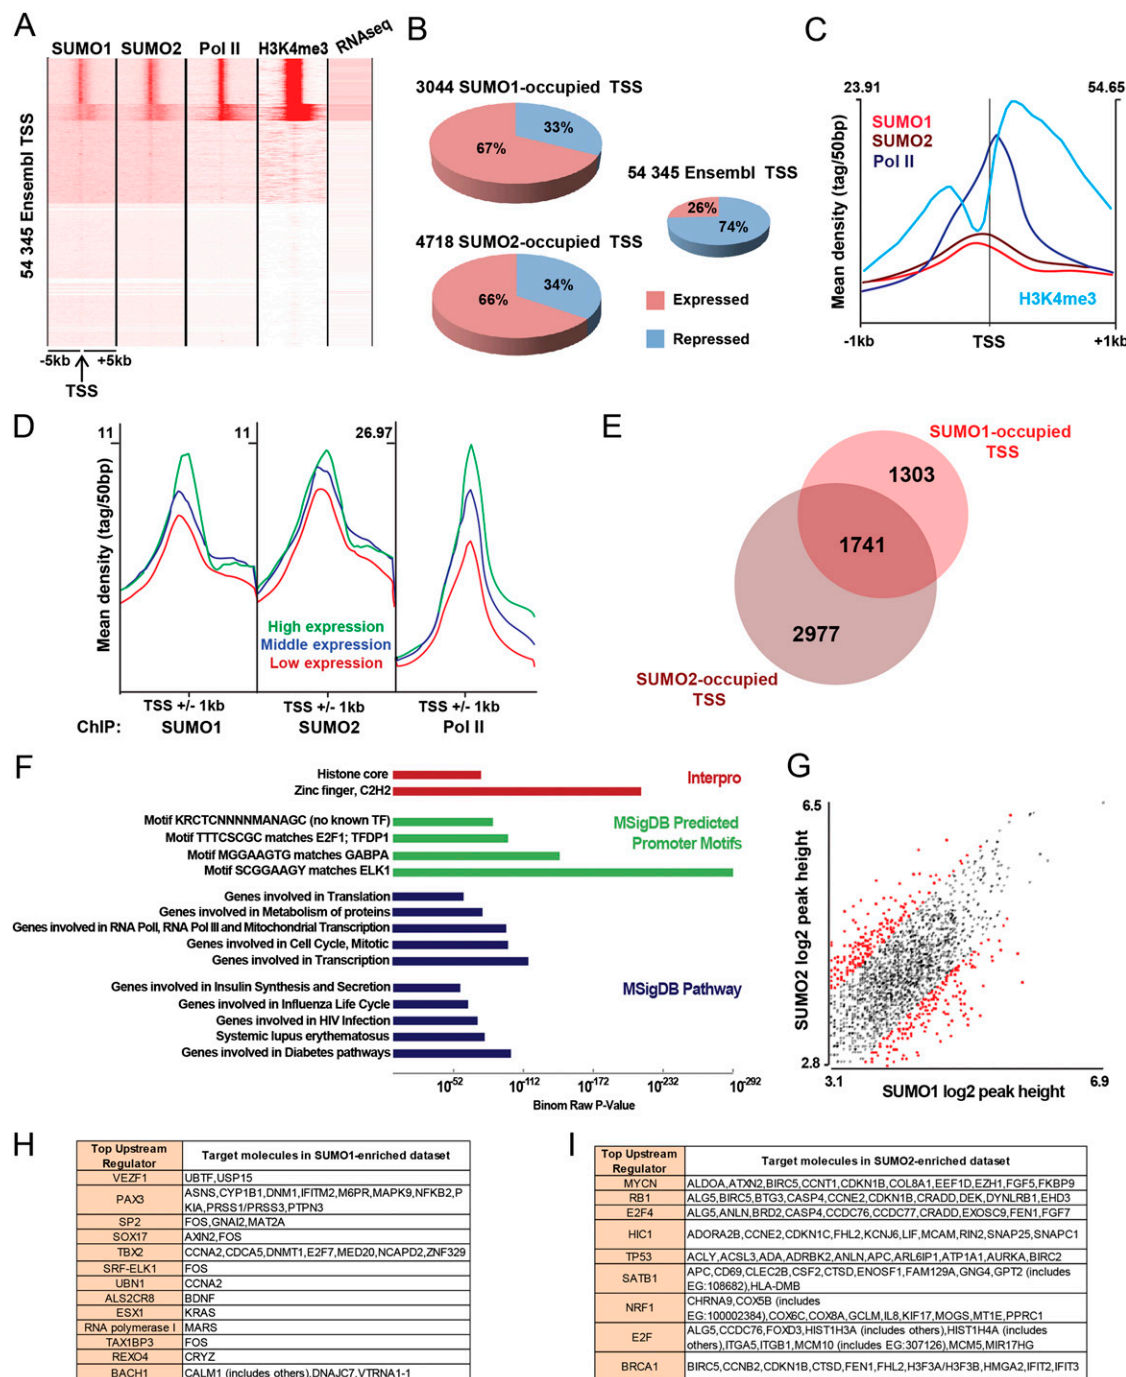 A
SUMO1 SUMO2 Pol II H3K4me3 RNAseq
54 345 Ensembl TSS
-5kb +5kb
TSS
B
3044 SUMO1-occupied TSS
33%
67%
54 345 Ensembl TSS
26%
74%
4718 SUMO2-occupied TSS
34%
66%
Expressed
Repressed
C
23.91 54.65
SUMO1
SUMO2
Pol II
H3K4me3
Mean density (tag/50bp)
-1kb TSS +1kb
D
11 11 26.97
Mean density (tag/50bp)
High expression
Middle expression
Low expression
TSS +/- 1kb TSS +/- 1kb TSS +/- 1kb
ChIP: SUMO1 SUMO2 Pol II
E
SUMO1-occupied
TSS
1303
1741
2977
SUMO2-occupied
TSS
F
Histone core
Zinc finger, C2H2
Interpro
Motif KRCTCNNNNMANAGC (no known TF)
Motif TTTCSCGC matches E2F1; TFDP1
Motif MGGAAGTG matches GABPA
Motif SCGGAAGY matches ELK1
MSigDB Predicted
Promoter Motifs
Genes involved in Translation
Genes involved in Metabolism of proteins
Genes involved in RNA PolI, RNA Pol III and Mitochondrial Transcription
Genes involved in Cell Cycle, Mitotic
Genes involved in Transcription
Genes involved in Insulin Synthesis and Secretion
Genes involved in Influenza Life Cycle
Genes involved in HIV Infection
Systemic lupus erythematosus
Genes involved in Diabetes pathways
MSigDB Pathway
10-52 10-112 10-172 10-232 10-292
Binom Raw P-Value
G
6.5
SUMO2 log2 peak height
2.8
3.1 6.9
SUMO1 log2 peak height
H
Top Upstream Regulator Target molecules in SUMO1-enriched dataset
VEZF1 UBTF,USP15
PAX3 ASNS,CYP1B1,DNM1,IFITM2,M6PR,MAPK9,NFKB2,P
KIA,PRSS1/PRSS3,PTPN3
SP2 FOS,GNAI2,MAT2A
SOX17 AXIN2,FOS
TBX2 CCNA2,CDCA5,DNMT1,E2F7,MED20,NCAPD2,ZNF329
SRF-ELK1 FOS
UBN1 CCNA2
ALS2CR8 BDNF
ESX1 KRAS
RNA polymerase I MARS
TAX1BP3 FOS
REXO4 CRYZ
BACH1 CALM1 (includes others),DNAJC7,VTRNA1-1
I
Top Upstream Regulator Target molecules in SUMO2-enriched dataset
MYCN ALDOA,ATXN2,BIRC5,CCNT1,CDKN1B,COL8A1,EEF1D,EZH1,FGF5,FKBP9
RB1 ALG5,BIRC5,BTG3,CASP4,CCNE2,CDKN1B,CRADD,DEK,DYNLRB1,EHD3
E2F4 ALG5,ANLN,BRD2,CASP4,CCDC76,CCDC77,CRADD,EXOSC9,FEN1,FGF7
HIC1 ADORA2B,CCNE2,CDKN1C,FHL2,KCNJ6,LIF,MCAM,RIN2,SNAP25,SNAPC1
TP53 ACLY,ACSL3,ADA,ADRBK2,ANLN,APC,ARL6IP1,ATP1A1,AURKA,BIRC2
SATB1 APC,CD69,CLEC2B,CSF2,CTSD,ENOSF1,FAM129A,GNG4,GPT2 (includes
EG:108682),HLA-DMB
NRF1 CHRNA9,COX5B (includes
EG:100002384),COX6C,COX8A,GCLM,IL8,KIF17,MOGS,MT1E,PPRC1
E2F ALG5,CCDC76,FOXD3,HIST1H3A (includes others),HIST1H4A (includes
others),ITGA5,ITGB1,MCM10 (includes EG:307126),MCM5,MIR17HG
BRCA1 BIRC5,CCNB2,CDKN1B,CTSD,FEN1,FHL2,H3F3A/H3F3B,HMGA2,IFIT2,IFIT3